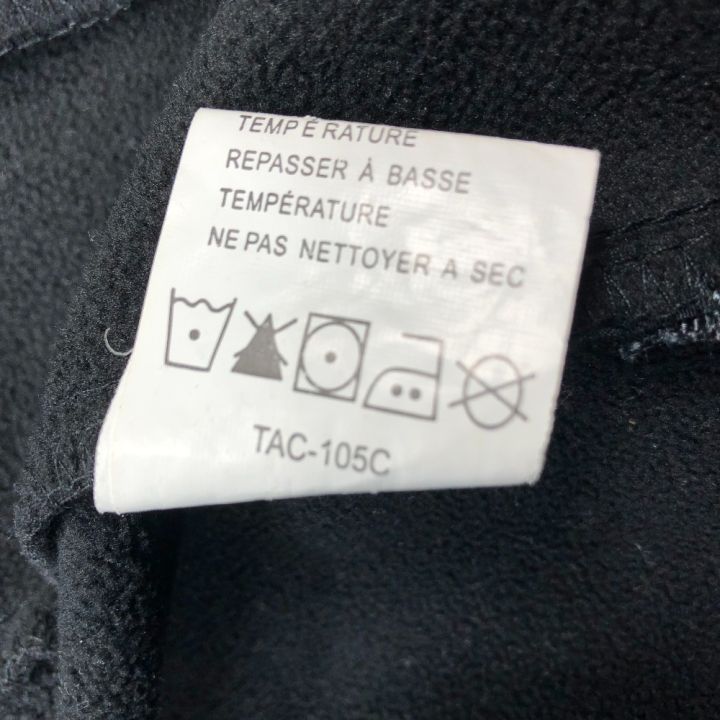 TEMPÉRATURE
REPASSER À BASSE
TEMPÉRATURE
NE PAS NETTOYER A SEC
TAC-105C